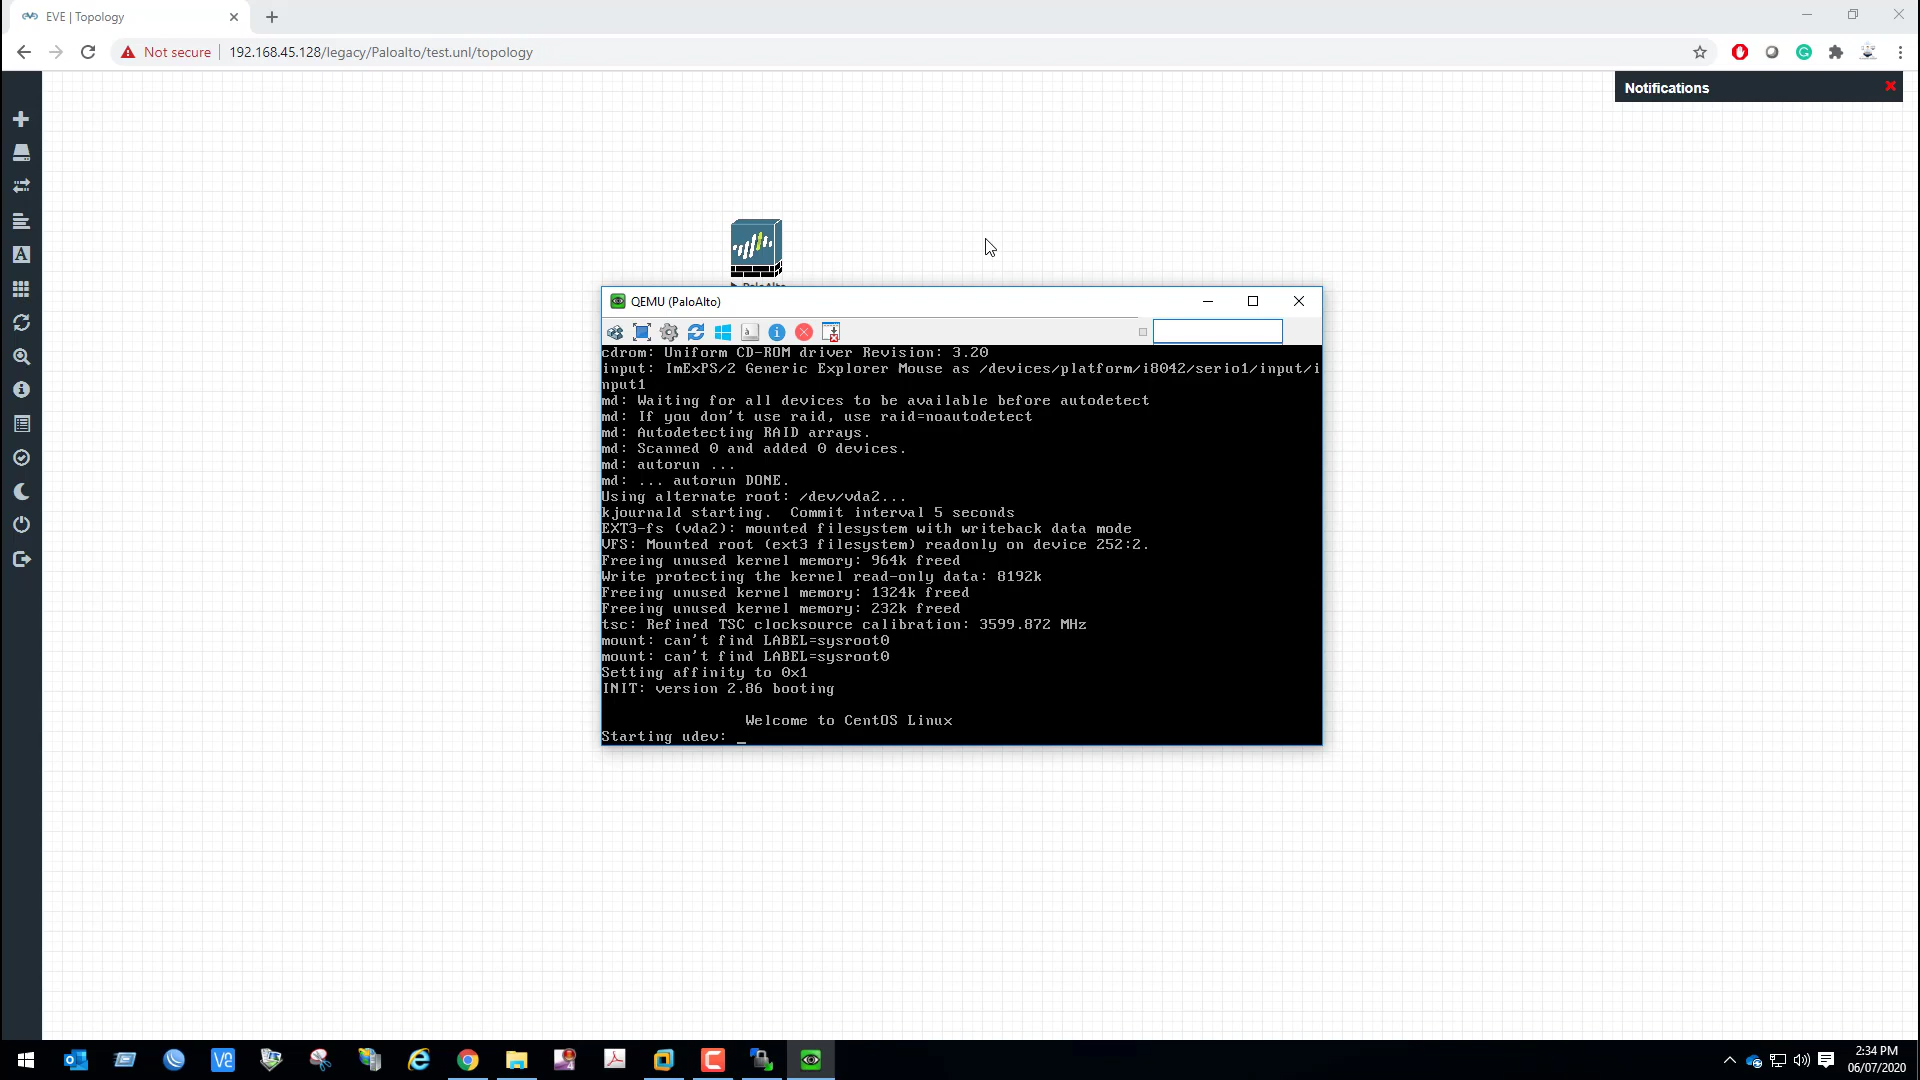 EVE | Topology
Not secure
192.168.45.128/legacy/Paloalto/test.unl/topology
Notifications
QEMU (PaloAlto)
cdrom: Uniform CD-ROM driver Revision: 3.20
input: ImExPS/2 Generic Explorer Mouse as /devices/platform/i8042/serio1/input/i
nput1
md: Waiting for all devices to be available before autodetect
md: If you don't use raid, use raid=noautodetect
md: Autodetecting RAID arrays.
md: Scanned 0 and added 0 devices.
md: autorun ...
md: ... autorun DONE.
Using alternate root: /dev/vda2...
kjournald starting.  Commit interval 5 seconds
EXT3-fs (vda2): mounted filesystem with writeback data mode
VFS: Mounted root (ext3 filesystem) readonly on device 252:2.
Freeing unused kernel memory: 964k freed
Write protecting the kernel read-only data: 8192k
Freeing unused kernel memory: 1324k freed
Freeing unused kernel memory: 232k freed
tsc: Refined TSC clocksource calibration: 3599.872 MHz
mount: can't find LABEL=sysroot0
mount: can't find LABEL=sysroot0
Setting affinity to 0x1
INIT: version 2.86 booting
Welcome to CentOS Linux
Starting udev: _
2:34 PM
06/07/2020